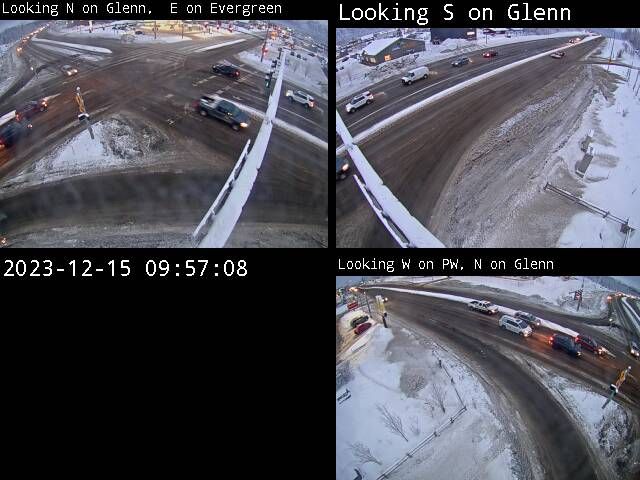 Looking N on Glenn,  E on Evergreen
Looking S on Glenn
2023-12-15 09:57:08
Looking W on PW, N on Glenn